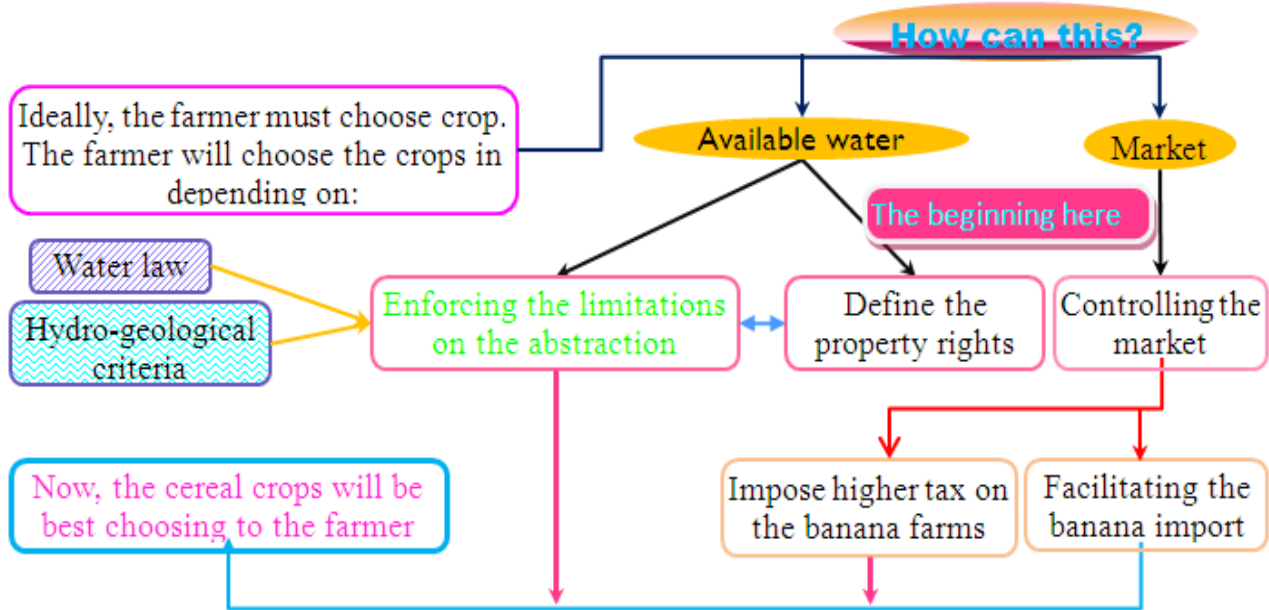 How can this?
Ideally, the farmer must choose crop.
The farmer will choose the crops in
depending on:
Available water
Market
The beginning here
Water law
Hydro-geological
criteria
Enforcing the limitations
on the abstraction
Define the
property rights
Controlling the
market
Now, the cereal crops will be
best choosing to the farmer
Impose higher tax on
the banana farms
Facilitating the
banana import